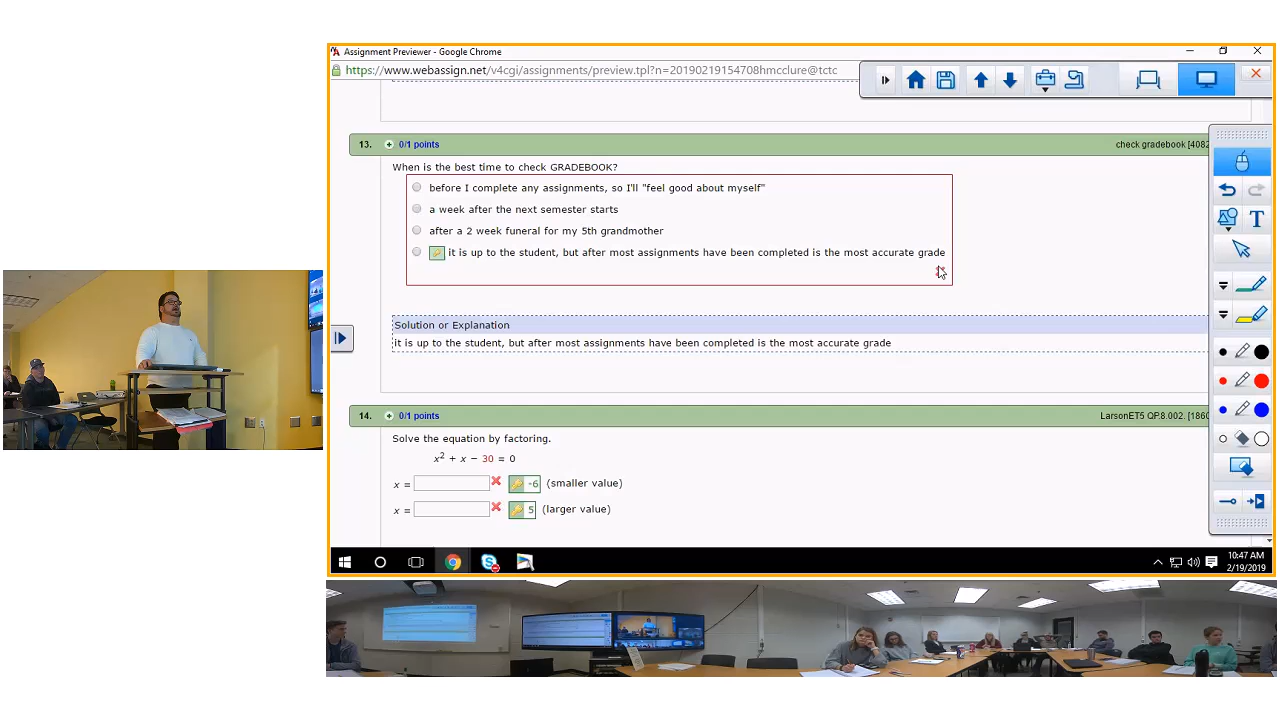 Assignment Previewer - Google Chrome
https://www.webassign.net/v4cgi/assignments/preview.tpl?n=20190219154708hmcclure@tctc
13. 0/1 points check gradebook [4082
When is the best time to check GRADEBOOK?
before I complete any assignments, so I'll "feel good about myself"
a week after the next semester starts
after a 2 week funeral for my 5th grandmother
it is up to the student, but after most assignments have been completed is the most accurate grade
Solution or Explanation
it is up to the student, but after most assignments have been completed is the most accurate grade
14. 0/1 points LarsonET5 QP.8.002. [1860
Solve the equation by factoring.
x² + x − 30 = 0
x = -6 (smaller value)
x = 5 (larger value)
T
10:47 AM
2/19/2019